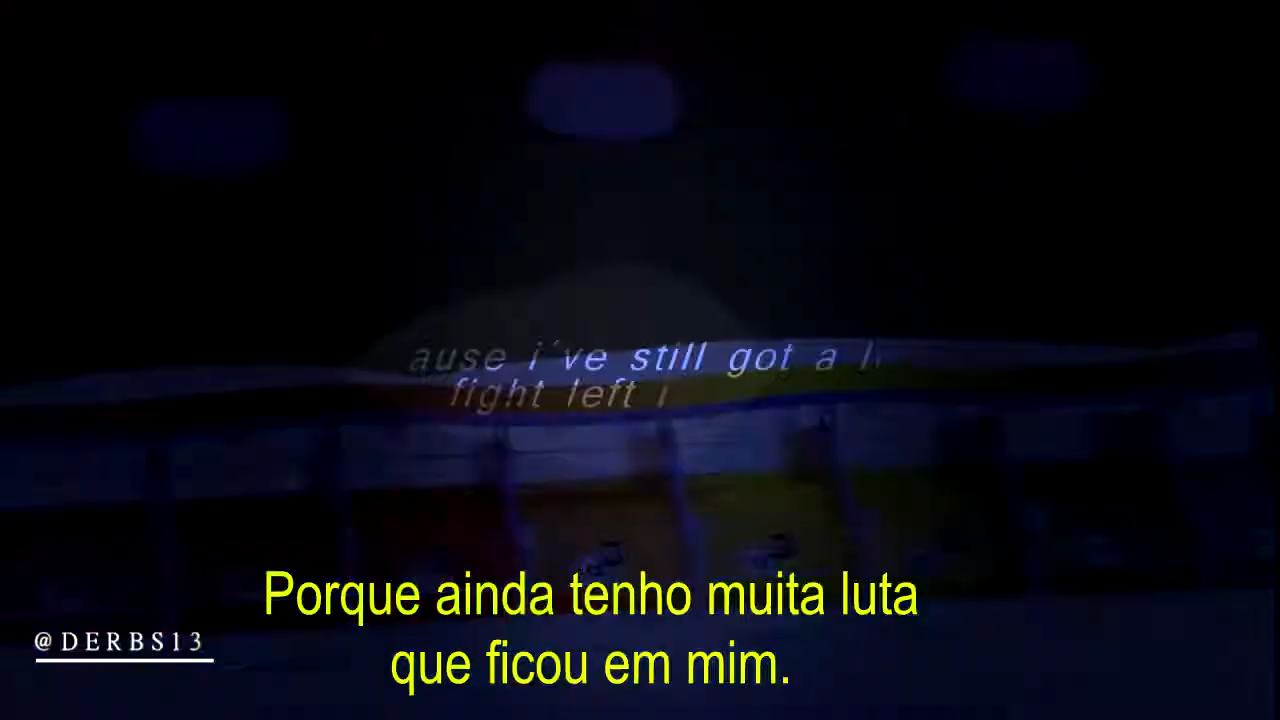 ause i´ve still got a l
fight left i
@DERBS13
Porque ainda tenho muita luta
que ficou em mim.